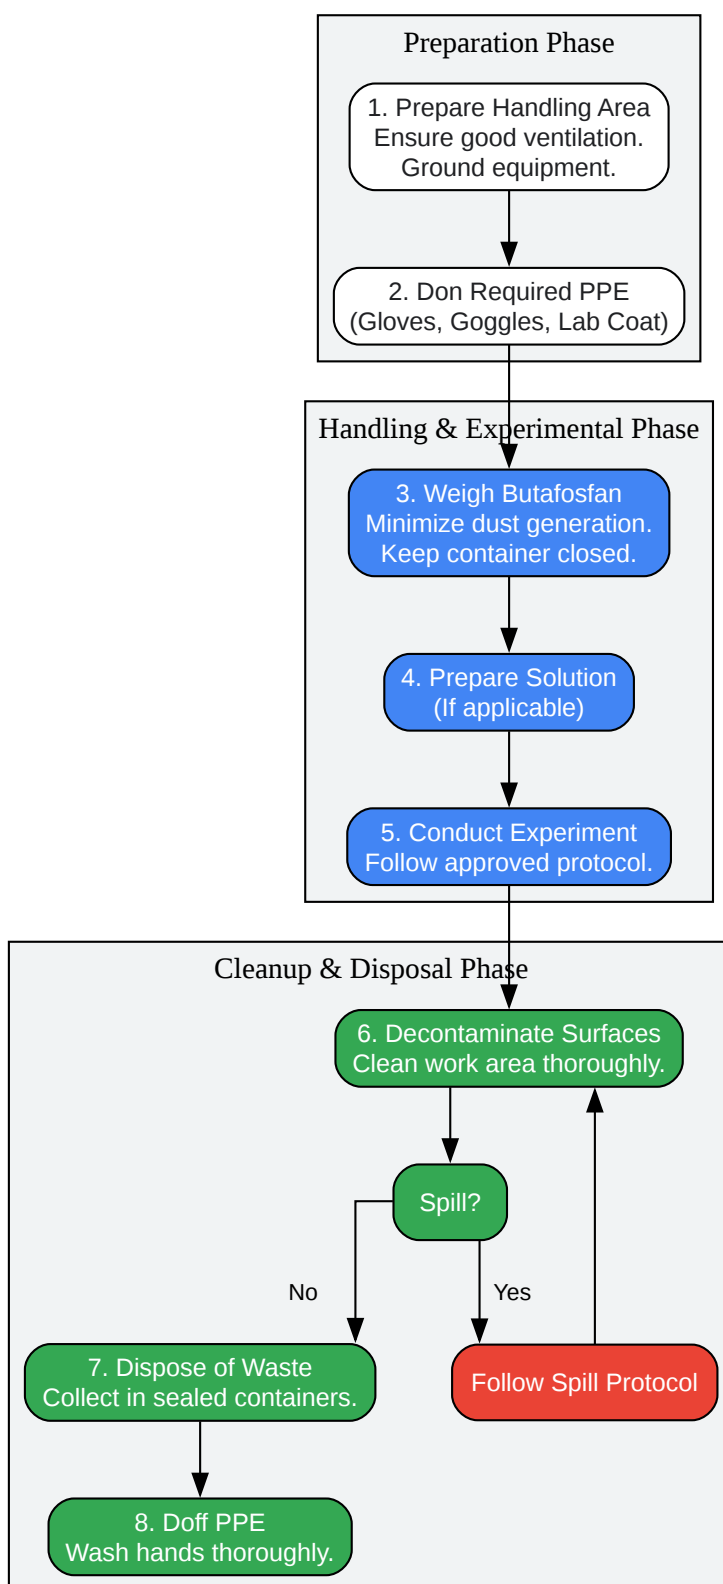 Preparation Phase
1. Prepare Handling Area
Ensure good ventilation.
Ground equipment.
2. Don Required PPE
(Gloves, Goggles, Lab Coat)
Handling & Experimental Phase
3. Weigh Butafosfan
Minimize dust generation.
Keep container closed.
4. Prepare Solution
(If applicable)
5. Conduct Experiment
Follow approved protocol.
Cleanup & Disposal Phase
6. Decontaminate Surfaces
Clean work area thoroughly.
Spill?
No
Yes
7. Dispose of Waste
Collect in sealed containers.
Follow Spill Protocol
8. Doff PPE
Wash hands thoroughly.